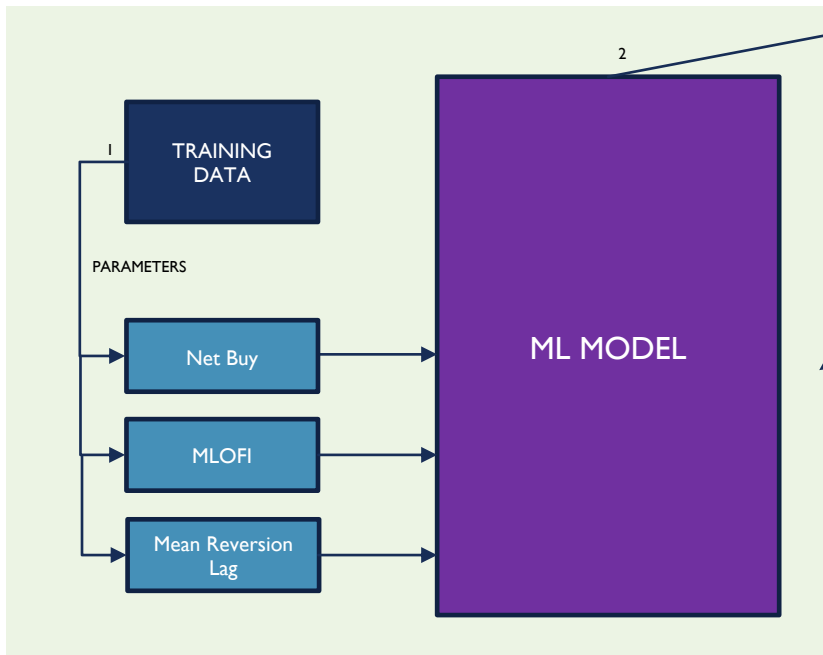 2
1
TRAINING
DATA
PARAMETERS
Net Buy
ML MODEL
MLOFI
Mean Reversion
Lag